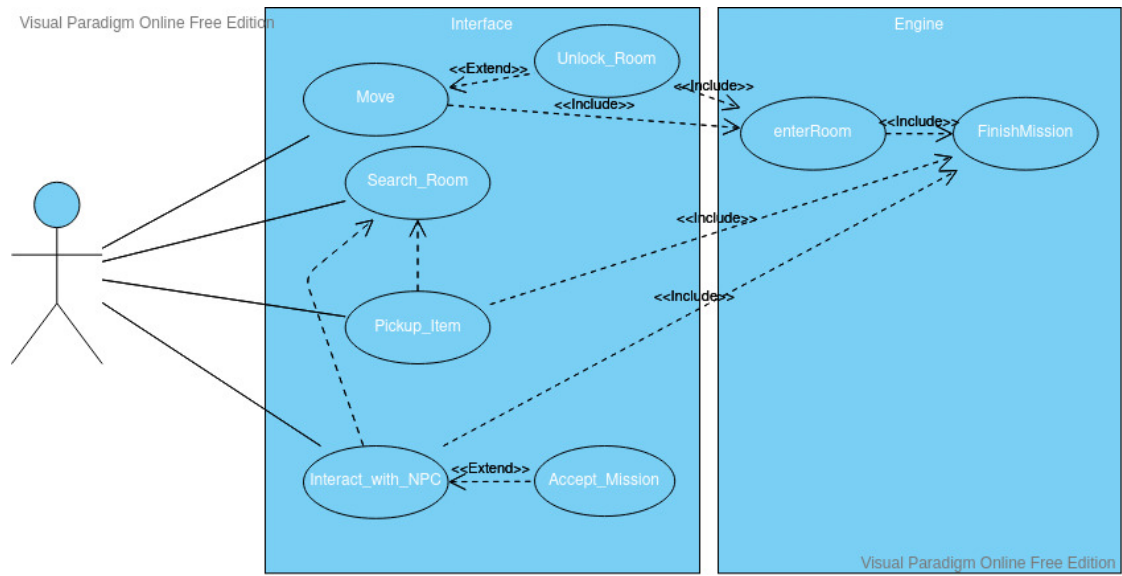 Visual Paradigm Online Free Edition
Interface
Engine
Unlock_Room
<<Extend>>
<<Include>>
Move
<<Include>>
enterRoom
<<Include>>
FinishMission
Search_Room
<<Include>>
<<Include>>
Pickup_Item
Interact_with_NPC
<<Extend>>
Accept_Mission
Visual Paradigm Online Free Edition